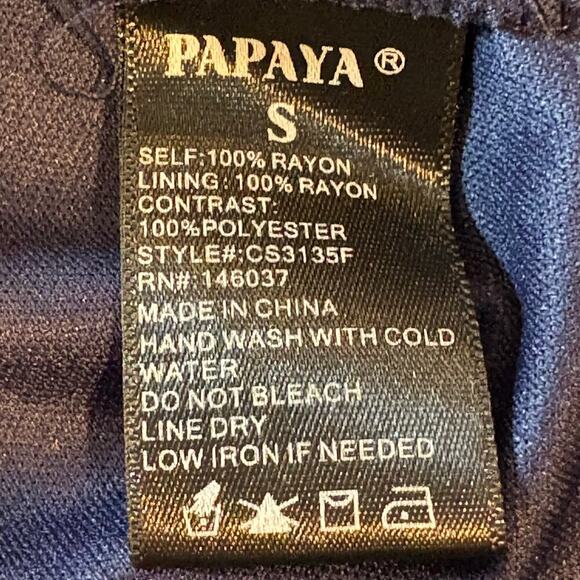 PAPAYA ®
S
SELF:100% RAYON
LINING: 100% RAYON
CONTRAST:
100%POLYESTER
STYLE#:CS3135F
RN#:146037
MADE IN CHINA
HAND WASH WITH COLD
WATER
DO NOT BLEACH
LINE DRY
LOW IRON IF NEEDED